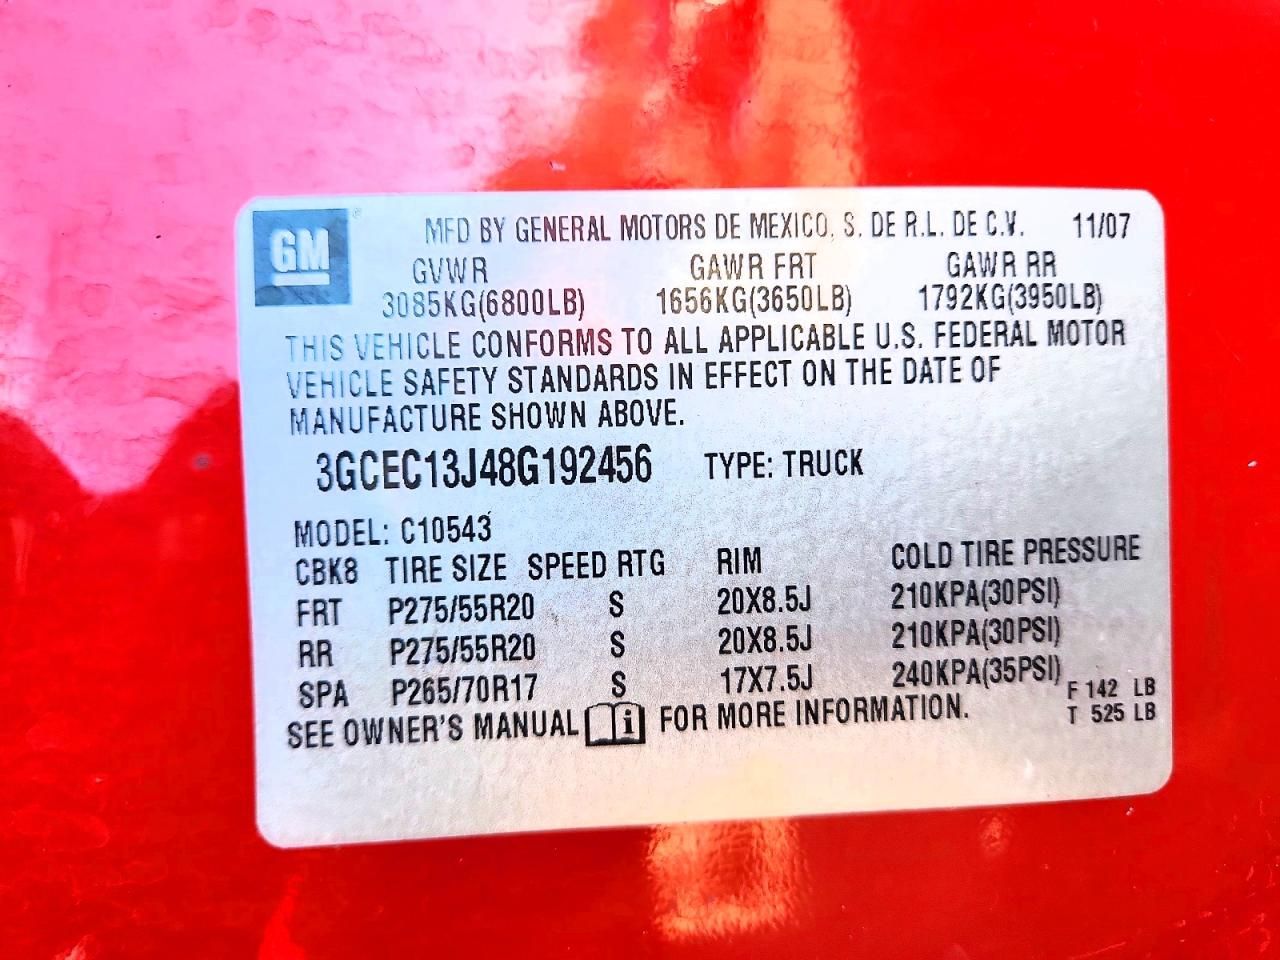 GM
MFD BY GENERAL MOTORS DE MEXICO, S. DE R.L. DE C.V. 11/07
GVWR GAWR FRT GAWR RR
3085KG(6800LB) 1656KG(3650LB) 1792KG(3950LB)
THIS VEHICLE CONFORMS TO ALL APPLICABLE U.S. FEDERAL MOTOR
VEHICLE SAFETY STANDARDS IN EFFECT ON THE DATE OF
MANUFACTURE SHOWN ABOVE.
3GCEC13J48G192456 TYPE: TRUCK
MODEL: C10543
CBK8 TIRE SIZE SPEED RTG RIM COLD TIRE PRESSURE
FRT P275/55R20 S 20X8.5J 210KPA(30PSI)
RR P275/55R20 S 20X8.5J 210KPA(30PSI)
SPA P265/70R17 S 17X7.5J 240KPA(35PSI)
SEE OWNER'S MANUAL i FOR MORE INFORMATION.
F 142 LB
T 525 LB